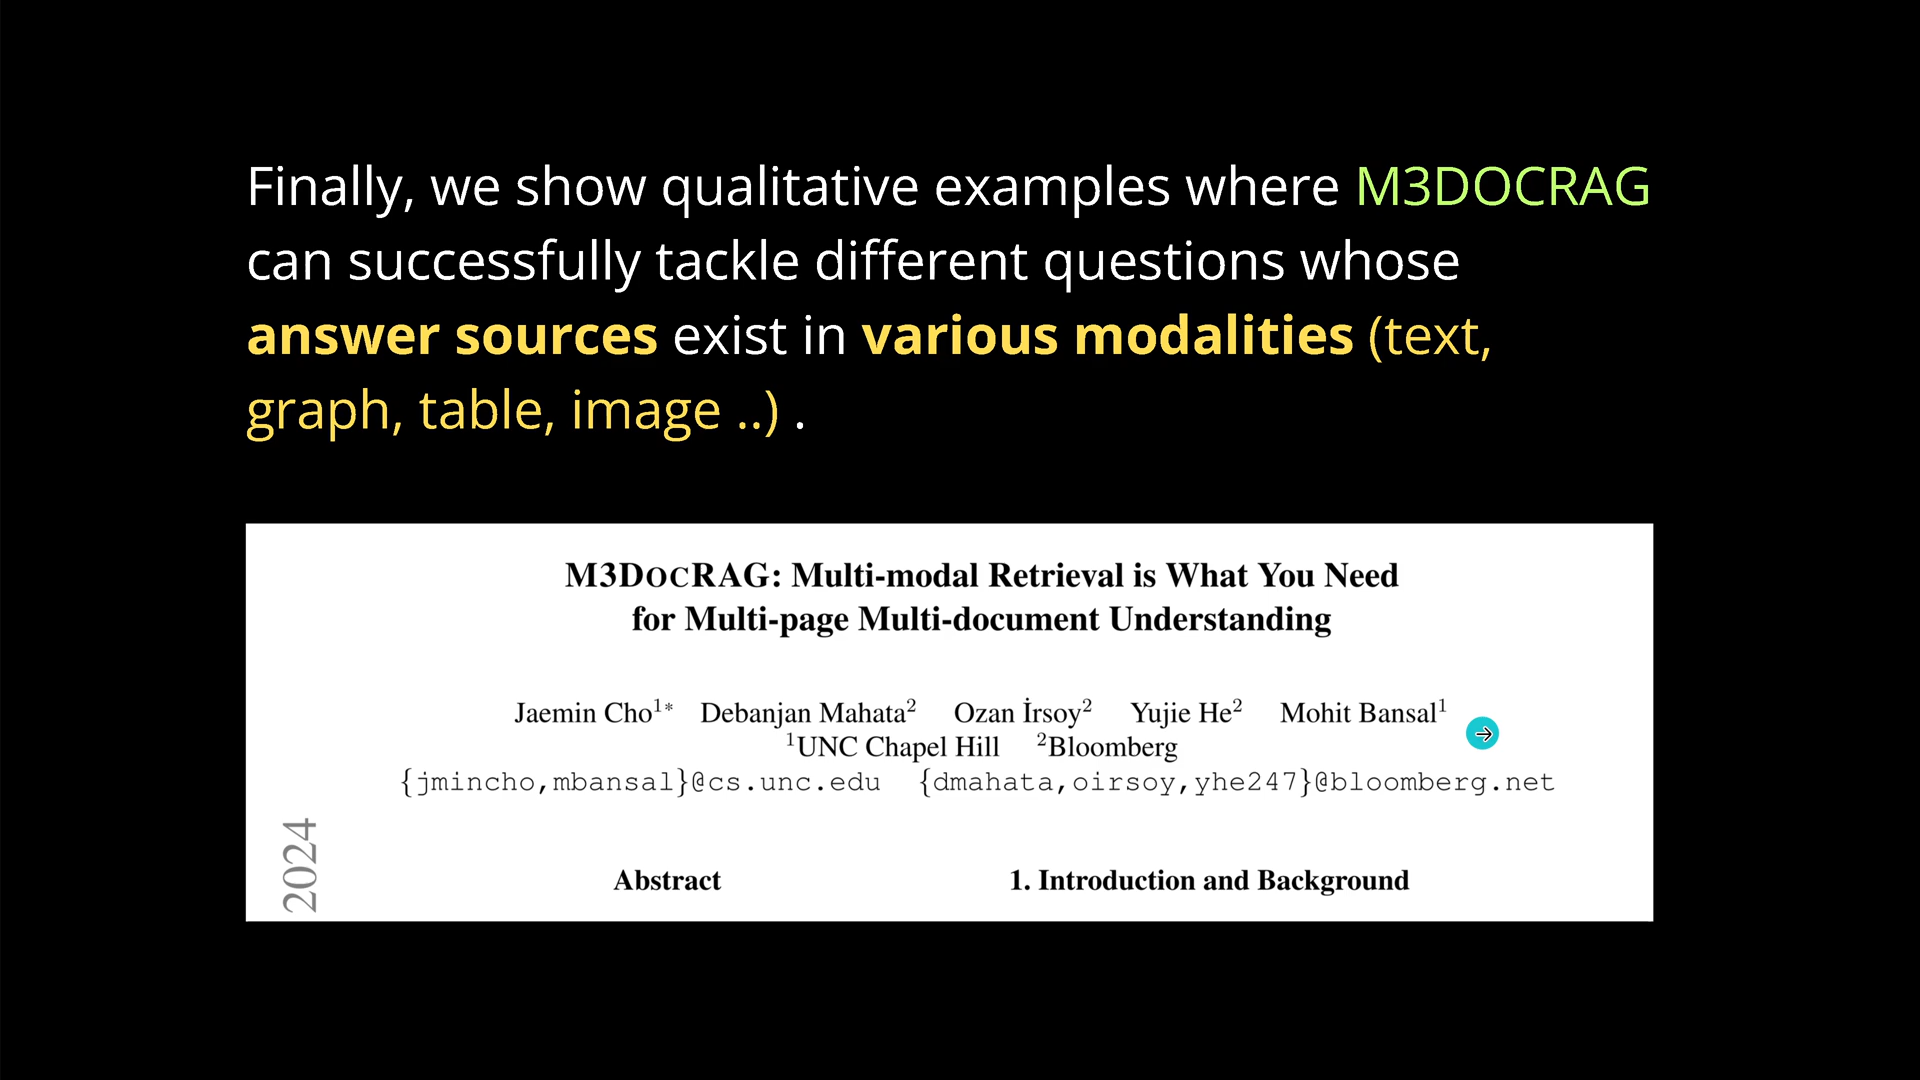 Finally, we show qualitative examples where M3DOCRAG
can successfully tackle different questions whose
answer sources exist in various modalities (text,
graph, table, image ..) .
M3DOCRAG: Multi-modal Retrieval is What You Need
for Multi-page Multi-document Understanding
Jaemin Cho¹* Debanjan Mahata² Ozan İrsoy² Yujie He² Mohit Bansal¹
¹UNC Chapel Hill ²Bloomberg
{jmincho,mbansal}@cs.unc.edu {dmahata,oirsoy,yhe247}@bloomberg.net
2024
Abstract
1. Introduction and Background